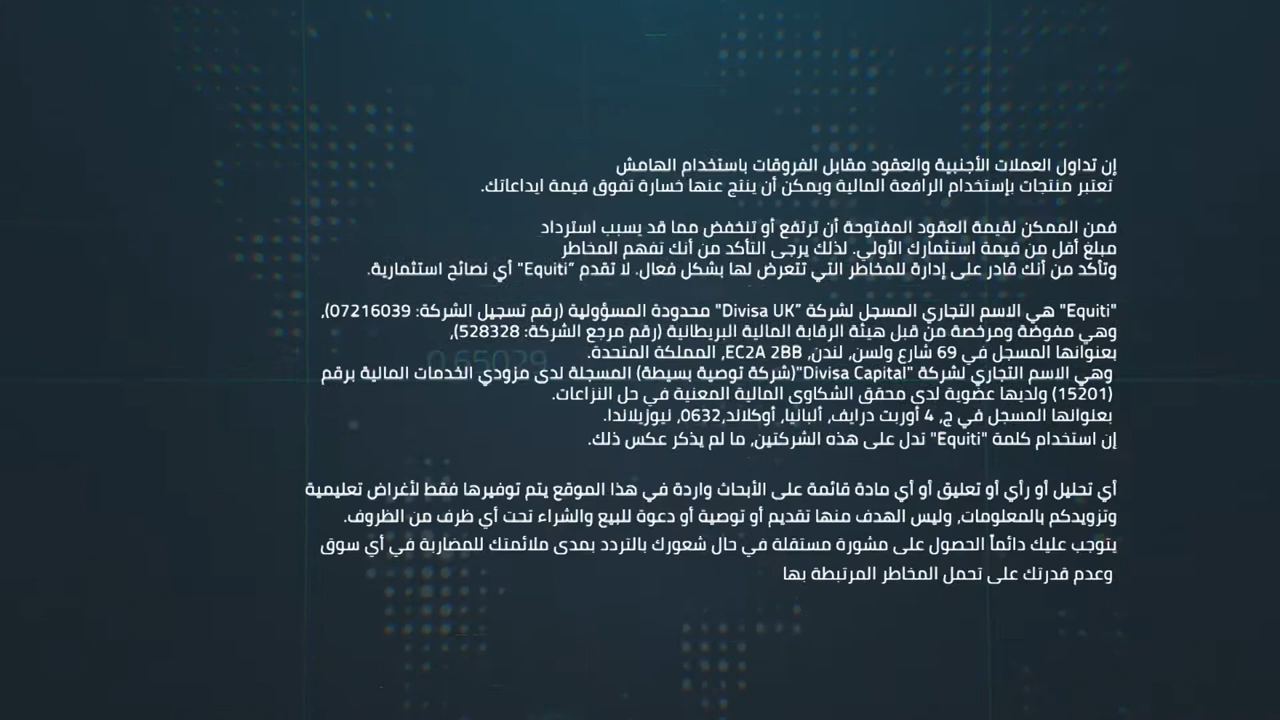 إن تداول العملات الأجنبية والعقود مقابل الفروقات باستخدام الهامش
تعتبر منتجات بإستخدام الرافعة المالية ويمكن أن ينتج عنها خسارة تفوق قيمة ايداعاتك.
فمن الممكن لقيمة العقود المفتوحة أن ترتفع أو تنخفض مما قد يسبب استرداد
مبلغ أقل من قيمة استثمارك الأولي. لذلك يرجى التأكد من أنك تفهم المخاطر
وتأكد من أنك قادر على إدارة للمخاطر التي تتعرض لها بشكل فعال. لا تقدم "Equiti" أي نصائح استثمارية.
"Equiti" هي الاسم التجاري المسجل لشركة "Divisa UK" محدودة المسؤولية (رقم تسجيل الشركة: 07216039)،
وهي مفوضة ومرخصة من قبل هيئة الرقابة المالية البريطانية (رقم مرجع الشركة: 528328)،
بعنوانها المسجل في 69 شارع ولسن، لندن، EC2A 2BB، المملكة المتحدة.
0.65029
وهي الاسم التجاري لشركة "Divisa Capital"(شركة توصية بسيطة) المسجلة لدى مزودي الخدمات المالية برقم
(15201) ولديها عضوية لدى محقق الشكاوى المالية المعنية في حل النزاعات.
بعنوانها المسجل في ج، 4 أوربت درايف، ألبانيا، أوكلاند،0632، نيوزيلاندا.
إن استخدام كلمة "Equiti" تدل على هذه الشركتين، ما لم يذكر عكس ذلك.
أي تحليل أو رأي أو تعليق أو أي مادة قائمة على الأبحاث واردة في هذا الموقع يتم توفيرها فقط لأغراض تعليمية
وتزويدكم بالمعلومات، وليس الهدف منها تقديم أو توصية أو دعوة للبيع والشراء تحت أي ظرف من الظروف.
يتوجب عليك دائماً الحصول على مشورة مستقلة في حال شعورك بالتردد بمدى ملائمتك للمضاربة في أي سوق
وعدم قدرتك على تحمل المخاطر المرتبطة بها